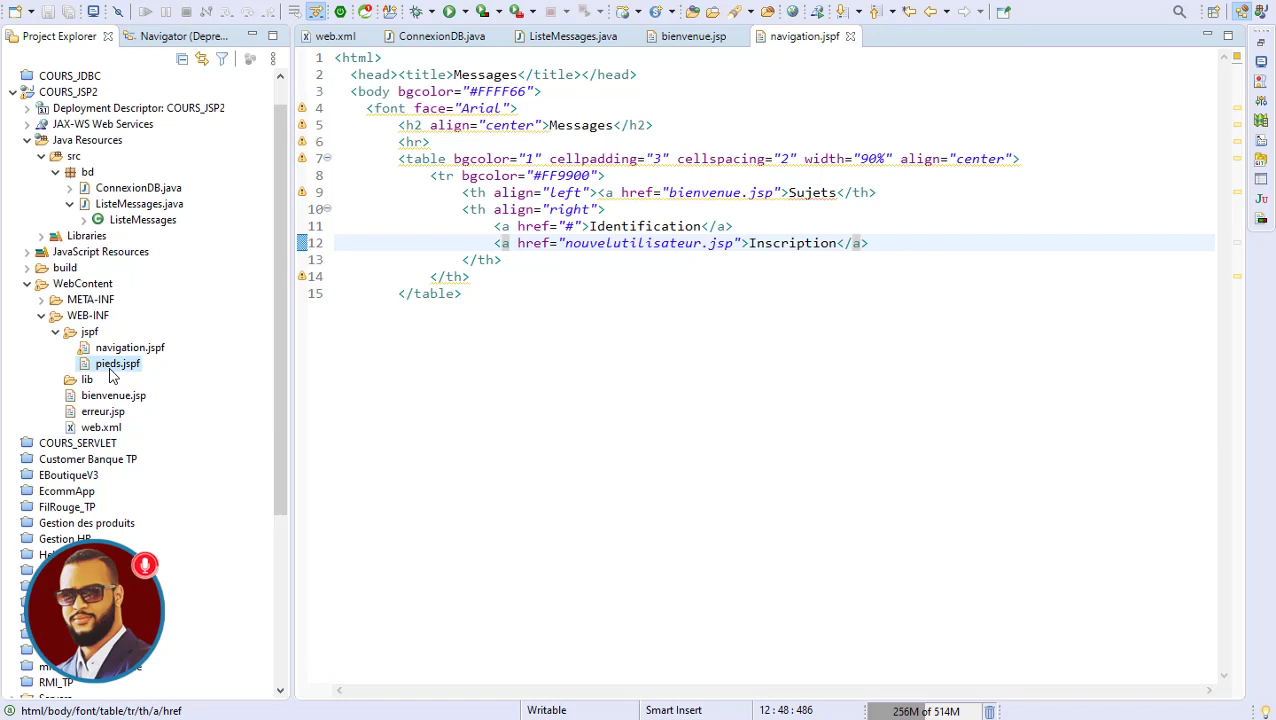 Project Explorer
Navigator (Depre...
web.xml
ConnexionDB.java
ListeMessages.java
bienvenue.jsp
navigation.jspf
COURS_JDBC
COURS_JSP2
Deployment Descriptor: COURS_JSP2
JAX-WS Web Services
Java Resources
src
bd
ConnexionDB.java
ListeMessages.java
ListeMessages
Libraries
JavaScript Resources
build
WebContent
META-INF
WEB-INF
jspf
navigation.jspf
pieds.jspf
lib
bienvenue.jsp
erreur.jsp
web.xml
COURS_SERVLET
Customer Banque TP
EBoutiqueV3
EcommApp
FilRouge_TP
Gestion des produits
Gestion HR
RMI_TP
1 <html>
2 <head><title>Messages</title></head>
3 <body bgcolor="#FFFF66">
4 <font face="Arial">
5 <h2 align="center">Messages</h2>
6 <hr>
7 <table bgcolor="1" cellpadding="3" cellspacing="2" width="90%" align="center">
8 <tr bgcolor="#FF9900">
9 <th align="left"><a href="bienvenue.jsp">Sujets</th>
10 <th align="right">
11 <a href="#">Identification</a>
12 <a href="nouvelutilisateur.jsp">Inscription</a>
13 </th>
14 </th>
15 </table>
html/body/font/table/tr/th/a/href
Writable
Smart Insert
12 : 48 : 486
256M of 514M